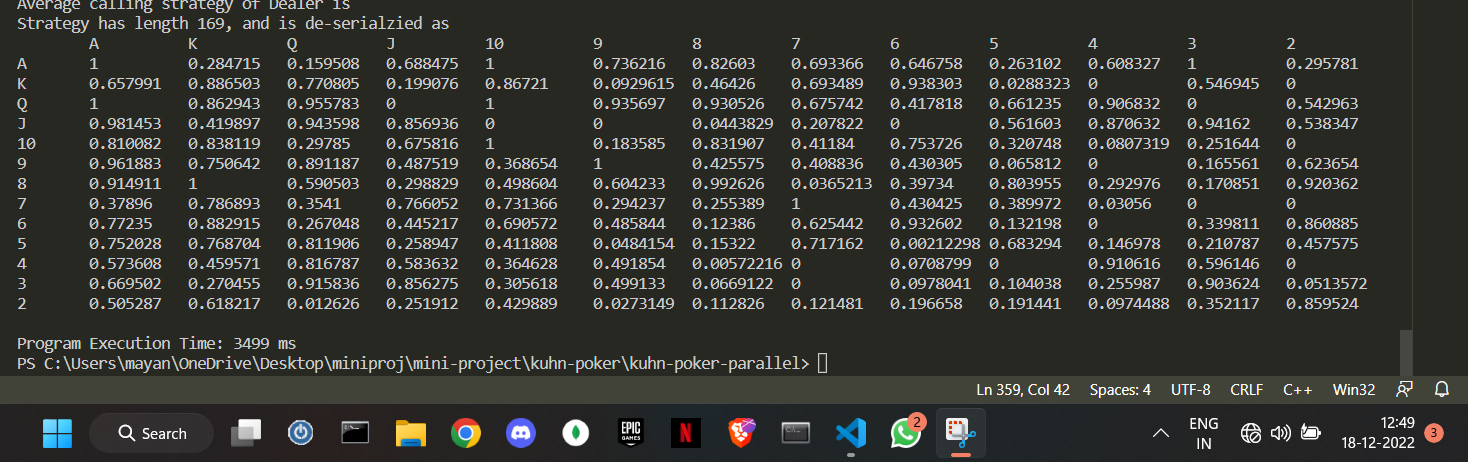 Average calling strategy of Dealer is
Strategy has length 169, and is de-serialzied as
A K Q J 10 9 8 7 6 5 4 3 2
A 1 0.284715 0.159508 0.688475 1 0.736216 0.82603 0.693366 0.646758 0.263102 0.608327 1 0.295781
K 0.657991 0.886503 0.770805 0.199076 0.86721 0.0929615 0.46426 0.693489 0.938303 0.0288323 0 0.546945 0
Q 1 0.862943 0.955783 0 1 0.935697 0.930526 0.675742 0.417818 0.661235 0.906832 0 0.542963
J 0.981453 0.419897 0.943598 0.856936 0 0 0.0443829 0.207822 0 0.561603 0.870632 0.94162 0.538347
10 0.810082 0.838119 0.29785 0.675816 1 0.183585 0.831907 0.41184 0.753726 0.320748 0.0807319 0.251644 0
9 0.961883 0.750642 0.891187 0.487519 0.368654 1 0.425575 0.408836 0.430305 0.065812 0 0.165561 0.623654
8 0.914911 1 0.590503 0.298829 0.498604 0.604233 0.992626 0.0365213 0.39734 0.803955 0.292976 0.170851 0.920362
7 0.37896 0.786893 0.3541 0.766052 0.731366 0.294237 0.255389 1 0.430425 0.389972 0.03056 0 0
6 0.77235 0.882915 0.267048 0.445217 0.690572 0.485844 0.12386 0.625442 0.932602 0.132198 0 0.339811 0.860885
5 0.752028 0.768704 0.811906 0.258947 0.411808 0.0484154 0.15322 0.717162 0.00212298 0.683294 0.146978 0.210787 0.457575
4 0.573608 0.459571 0.816787 0.583632 0.364628 0.491854 0.00572216 0 0.0708799 0 0.910616 0.596146 0
3 0.669502 0.270455 0.915836 0.856275 0.305618 0.499133 0.0669122 0 0.0978041 0.104038 0.255987 0.903624 0.0513572
2 0.505287 0.618217 0.012626 0.251912 0.429889 0.0273149 0.112826 0.121481 0.196658 0.191441 0.0974488 0.352117 0.859524
Program Execution Time: 3499 ms
PS C:\Users\mayan\OneDrive\Desktop\miniproj\mini-project\kuhn-poker\kuhn-poker-parallel>
Ln 359, Col 42 Spaces: 4 UTF-8 CRLF C++ Win32
Search
EPIC GAMES
N
2
ENG
IN
12:49
18-12-2022
3